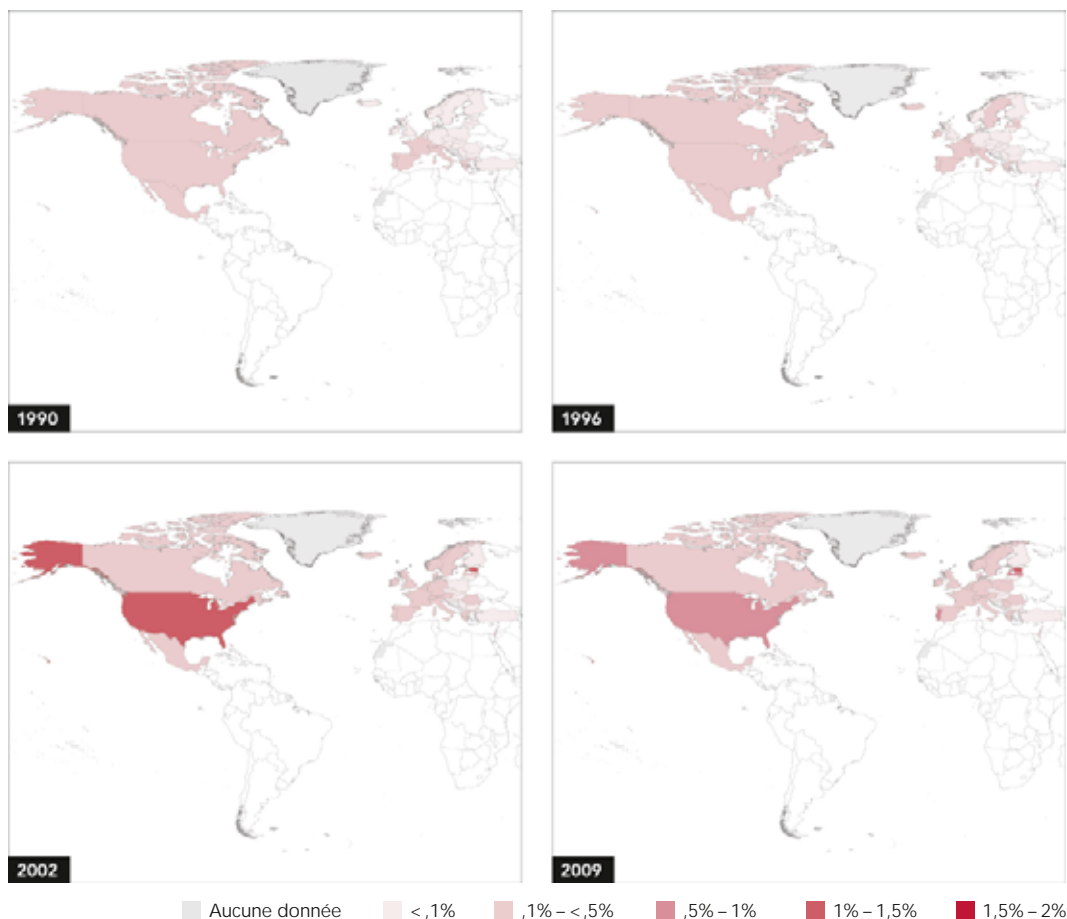 1990
1996
2002
2009
Aucune donnée < ,1% ,1% – < ,5% ,5% – 1% 1% – 1,5% 1,5% – 2%